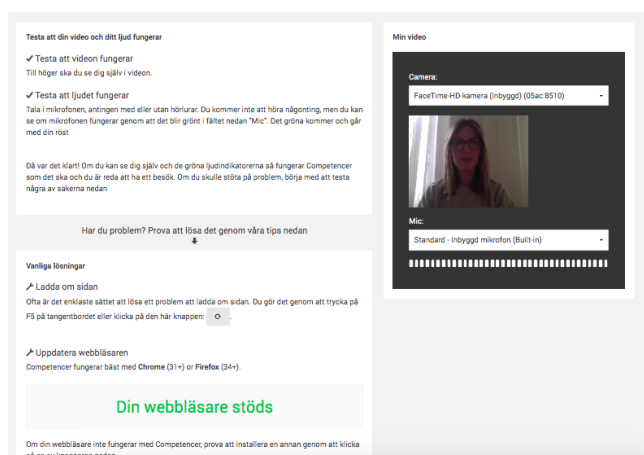 Testa att din video och ditt ljud fungerar
Testa att videon fungerar
Till höger ska du se dig själv i video.
Testa att ljudet fungerar
Tala i mikrofonen, antingen med eller utan hörlurar. Du kommer inte att höra någonting, men du kan
se om mikrofonen fungerar genom att det blir grönt i fältet nedan "Mic". Det gröna kommer och går
med din röst
Då var det klart! Om du kan se dig själv och de gröna ljudindikatorerna så fungerar Competencer
som det ska och du är reda att ha ett besök. Om du skulle stöta på problem, börja med att testa
några av sakerna nedan
Har du problem? Prova att lösa det genom våra tips nedan
Vanliga lösningar
Ladda om sidan
Ofta är det enklaste sättet att lösa ett problem att ladda om sidan. Du gör det genom att trycka på
F5 på tangentbordet eller klicka på den här knappen: .
Uppdatera webbläsaren
Competencer fungerar bäst med Chrome (31+) or Firefox (34+).
Din webbläsare stöds
Om din webbläsare inte fungerar med Competencer, prova att installera en annan genom att klicka
Min video
Camera:
FaceTime-HD-kamera (inbyggd) (05ac:8510)
Mic:
Standard - Inbyggd mikrofon (Built-in)